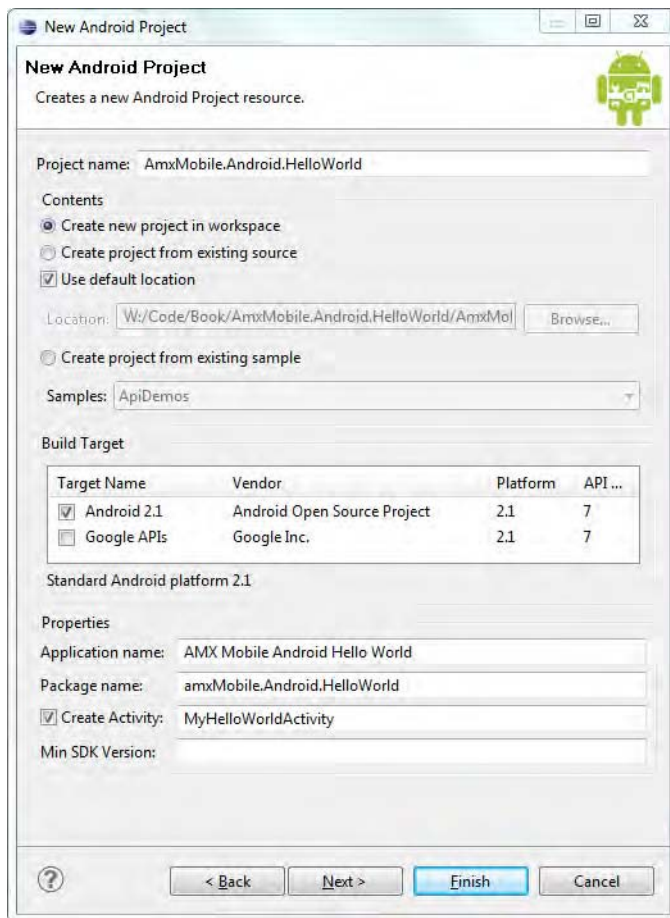 New Android Project
New Android Project
Creates a new Android Project resource.
Project name: AmxMobile.Android.HelloWorld
Contents
Create new project in workspace
Create project from existing source
Use default location
Location: W:/Code/Book/AmxMobile.Android.HelloWorld/AmxMol Browse...
Create project from existing sample
Samples: ApiDemos
Build Target
Target Name Vendor Platform API ...
Android 2.1 Android Open Source Project 2.1 7
Google APIs Google Inc. 2.1 7
Standard Android platform 2.1
Properties
Application name: AMX Mobile Android Hello World
Package name: amxMobile.Android.HelloWorld
Create Activity: MyHelloWorldActivity
Min SDK Version:
? < Back Next > Finish Cancel